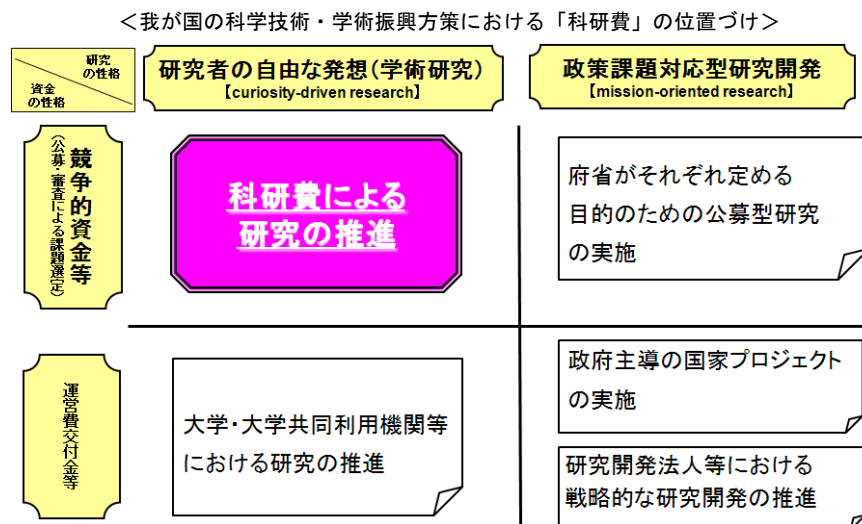 ＜我が国の科学技術・学術振興方策における「科研費」の位置づけ＞
研究
の性格
資金
の性格
研究者の自由な発想(学術研究)
【curiosity-driven research】
政策課題対応型研究開発
【mission-oriented research】
競争的資金等
(公募・審査による課題選定)
科研費による
研究の推進
府省がそれぞれ定める
目的のための公募型研究
の実施
運営費交付金等
大学・大学共同利用機関等
における研究の推進
政府主導の国家プロジェクト
の実施
研究開発法人等における
戦略的な研究開発の推進